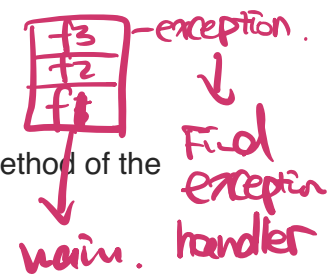 f3 - exception.
f2
f1
Find
ethod of the
exception
handler
main.